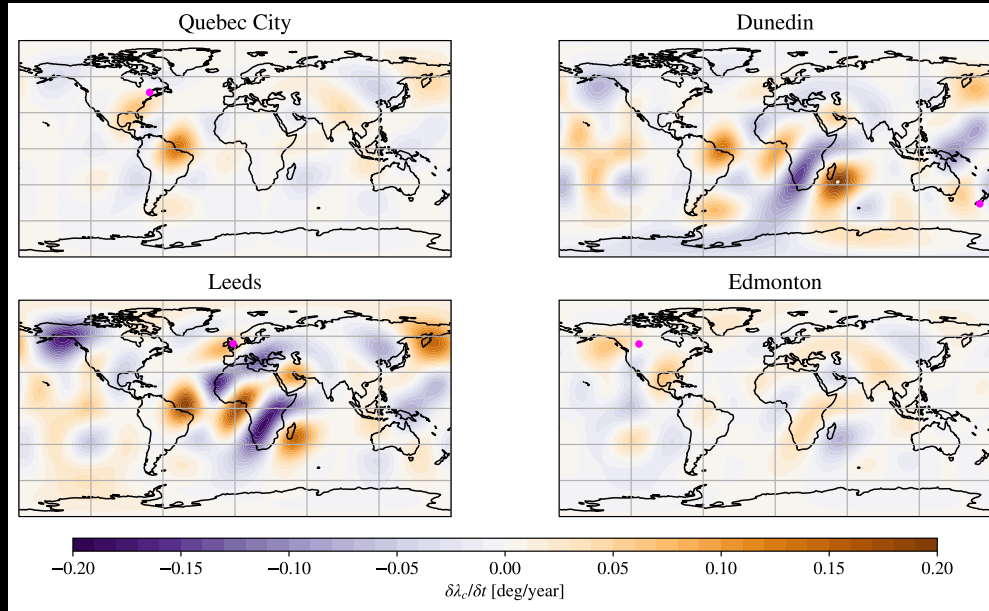 Quebec City
Dunedin
Leeds
Edmonton
−0.20 −0.15 −0.10 −0.05 0.00 0.05 0.10 0.15 0.20
δλ_c/δt [deg/year]